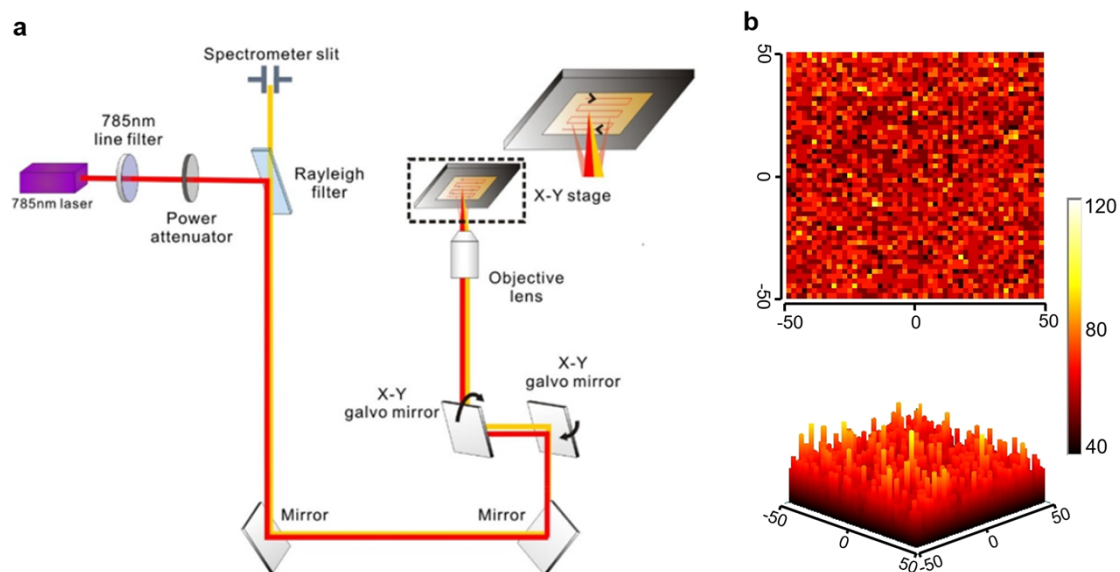 a
Spectrometer slit
785nm
line filter
785nm laser
Power
attenuator
Rayleigh
filter
X-Y stage
Objective
lens
X-Y
galvo mirror
X-Y
galvo mirror
Mirror
Mirror
b
50
0
-50
-50
0
50
120
80
40
-50
0
50
-50
0
50